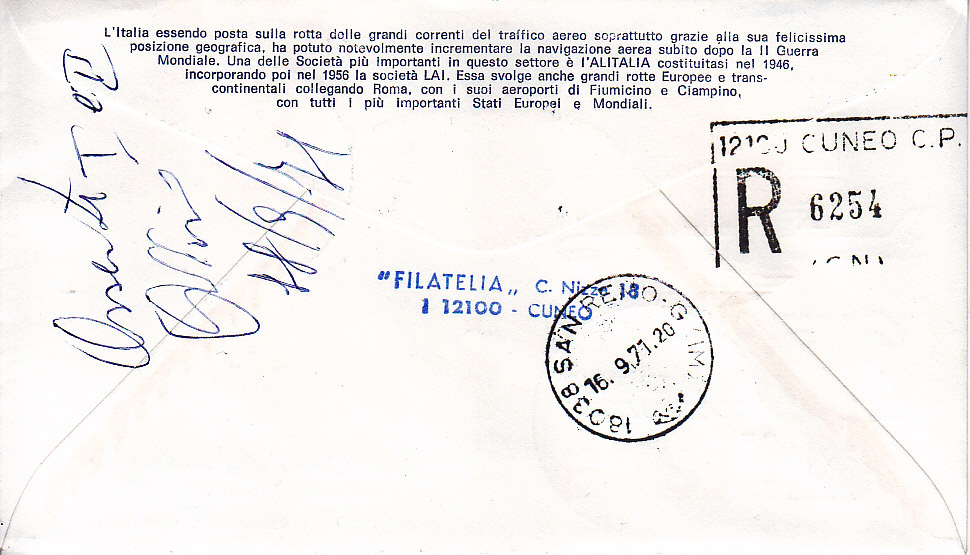 L'Italia essendo posta sulla rotta dolle grandi correnti del traffico aereo soprattutto grazie alla sua felicissima
posizione geografica, ha potuto notevolmente incrementare la navigazione aerea subito dopo la II Guerra
Mondiale. Una delle Società più importanti in questo settore è l'ALITALIA costituitasi nel 1946,
incorporando poi nel 1956 la società LAI. Essa svolge anche grandi rotte Europee e trans-
continentali collegando Roma, con i suoi aeroporti di Fiumicino e Ciampino,
con tutti i più importanti Stati Europei e Mondiali.
CUNEO C.P.
R 6254
"FILATELIA„ C. Nizza 18
I 12100 - CUNEO
18038 SAN REMO-G
16.9.71.20